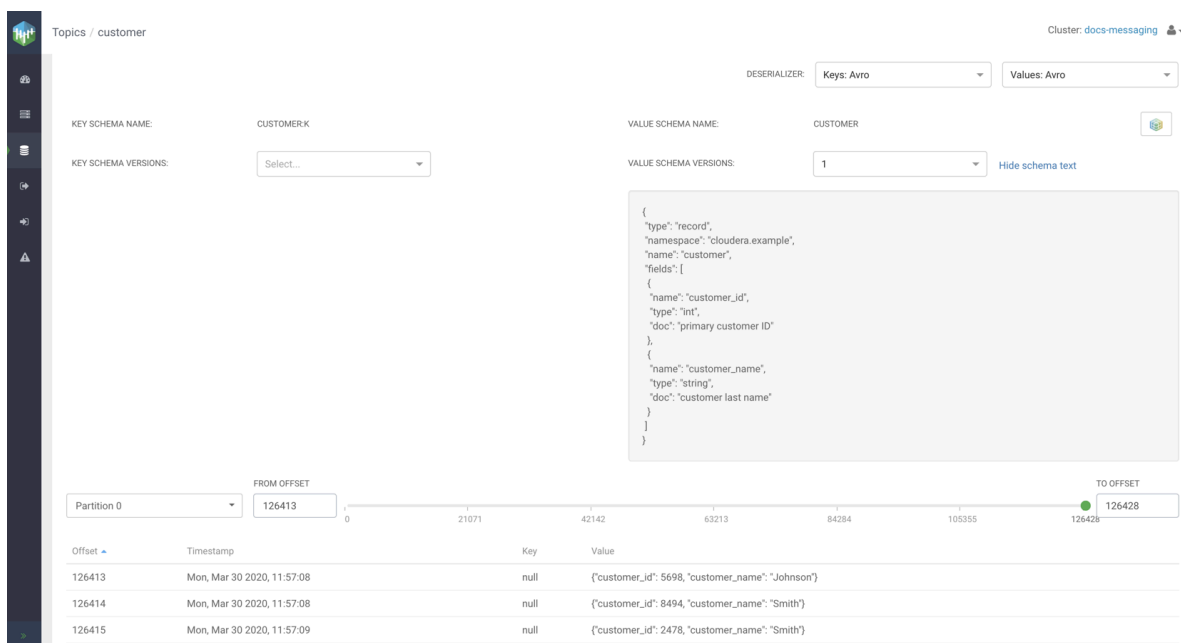 Topics / customer
Cluster: docs-messaging
DESERIALIZER: Keys: Avro Values: Avro
KEY SCHEMA NAME: CUSTOMER:K VALUE SCHEMA NAME: CUSTOMER
KEY SCHEMA VERSIONS: Select... VALUE SCHEMA VERSIONS: 1 Hide schema text
{
"type": "record",
"namespace": "cloudera.example",
"name": "customer",
"fields": [
{
"name": "customer_id",
"type": "int",
"doc": "primary customer ID"
},
{
"name": "customer_name",
"type": "string",
"doc": "customer last name"
}
]
}
FROM OFFSET TO OFFSET
Partition 0 126413 126428
0 21071 42142 63213 84284 105355 126428
Offset Timestamp Key Value
126413 Mon, Mar 30 2020, 11:57:08 null {"customer_id": 5698, "customer_name": "Johnson"}
126414 Mon, Mar 30 2020, 11:57:08 null {"customer_id": 8494, "customer_name": "Smith"}
126415 Mon, Mar 30 2020, 11:57:09 null {"customer_id": 2478, "customer_name": "Smith"}